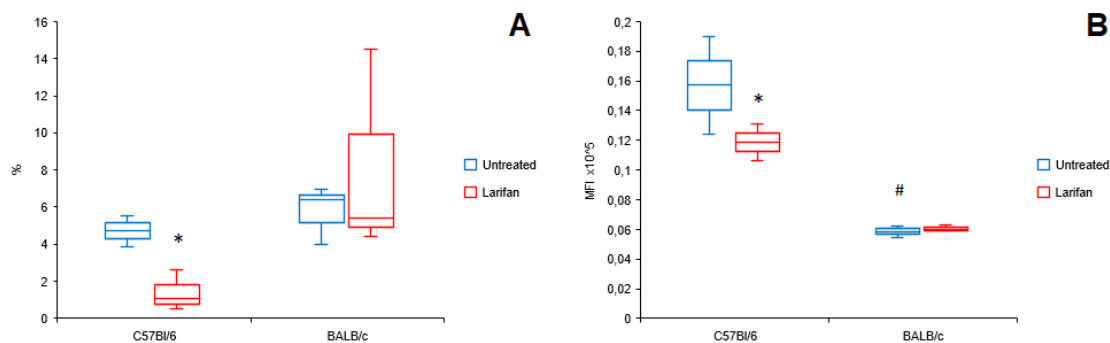 A
16
14
12
10
8
6
4
2
0
%
*
C57Bl/6
BALB/c
Untreated
Larifan
B
0,2
0,18
0,16
0,14
0,12
0,1
0,08
0,06
0,04
0,02
0
MFI x10^5
*
#
C57Bl/6
BALB/c
Untreated
Larifan